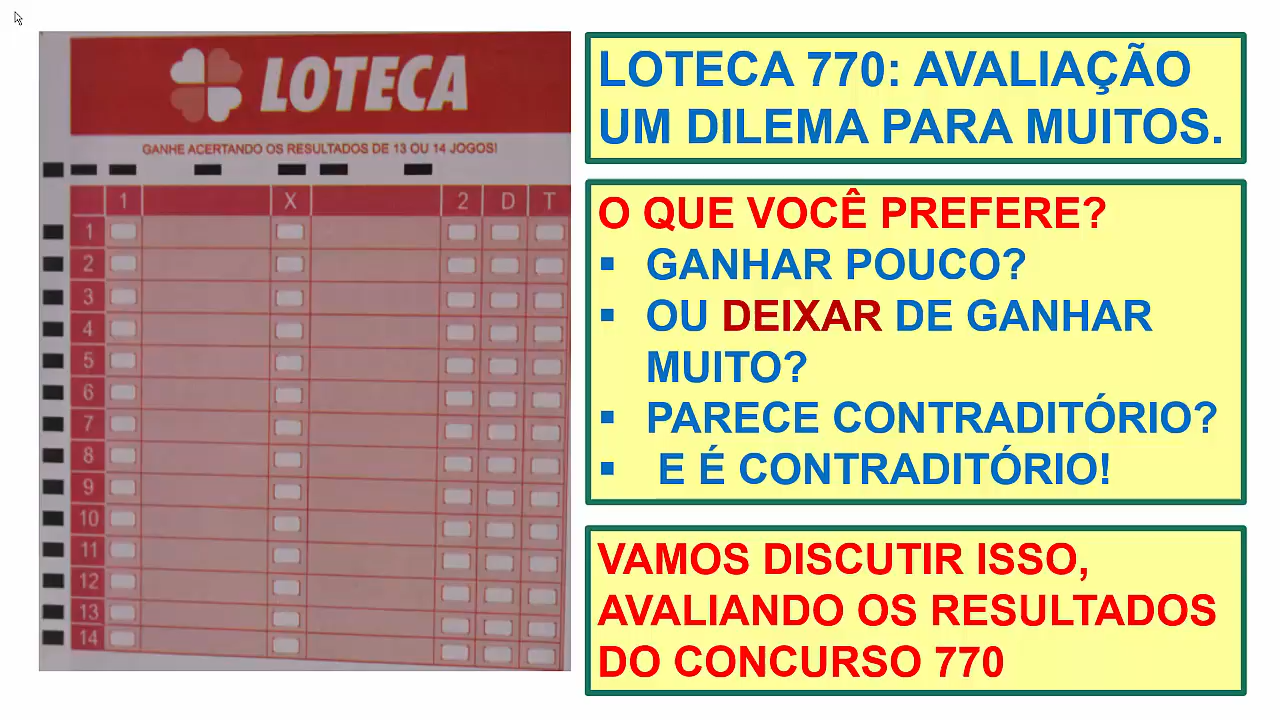 LOTECA
GANHE ACERTANDO OS RESULTADOS DE 13 OU 14 JOGOS!
1 X 2 D T
1
2
3
4
5
6
7
8
9
10
11
12
13
14
LOTECA 770: AVALIAÇÃO
UM DILEMA PARA MUITOS.
O QUE VOCÊ PREFERE?
▪ GANHAR POUCO?
▪ OU DEIXAR DE GANHAR
MUITO?
▪ PARECE CONTRADITÓRIO?
▪ E É CONTRADITÓRIO!
VAMOS DISCUTIR ISSO,
AVALIANDO OS RESULTADOS
DO CONCURSO 770